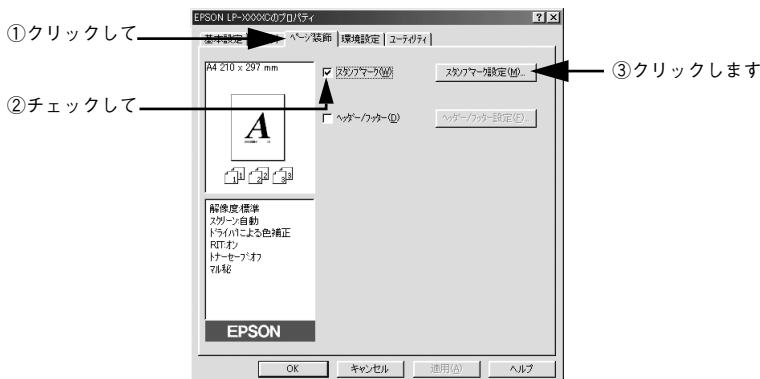 EPSON LP-XXXXCのプロパティ
①クリックして
基本設定 ページ装飾 環境設定 ユーティリティ
A4 210 x 297 mm
スタンプマーク(W)
スタンプマーク設定(M)...
③クリックします
②チェックして
ヘッダー/フッター(D)
ヘッダー/フッター設定(F)...
A
1 1 2 2 3 3
解像度:標準
スクリーン:自動
ドライバによる色補正
RIT:オン
トナーセーブ:オフ
マル秘
EPSON
OK キャンセル 適用(A) ヘルプ